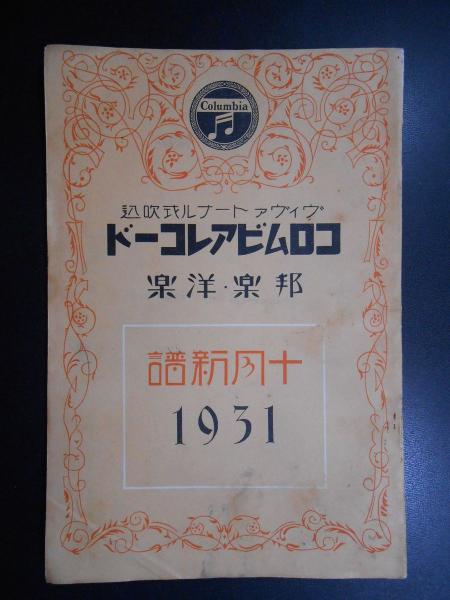 Columbia
ヴィヴァトーナル式吹込
コロムビアレコード
邦楽・洋楽
十月新譜
1931